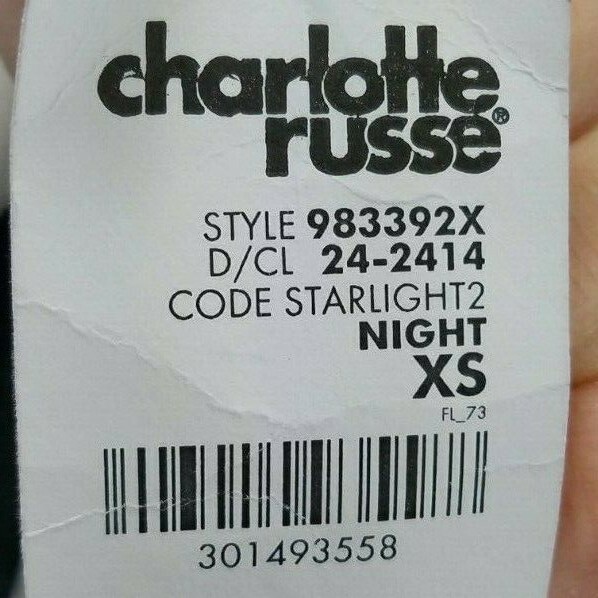 charlotte
russe®
STYLE 983392X
D/CL 24-2414
CODE STARLIGHT2
NIGHT
XS
FL_73
301493558